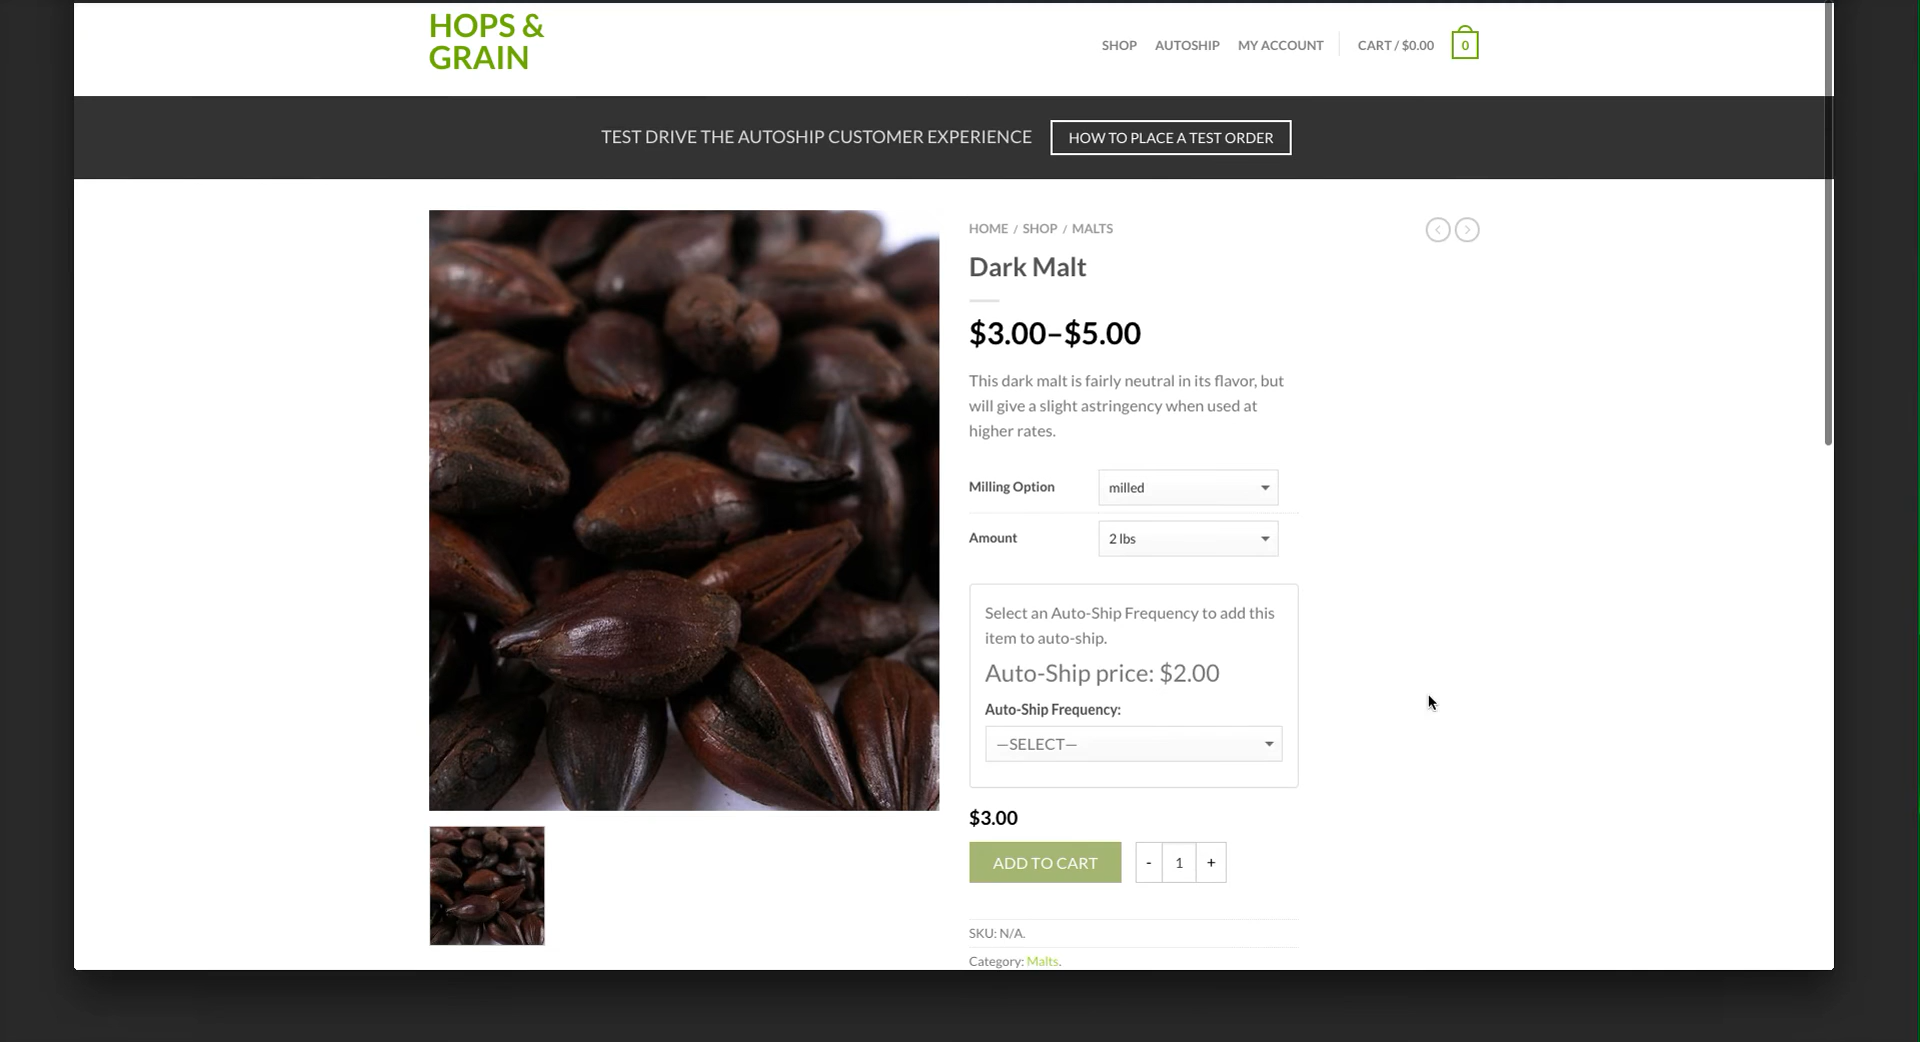 HOPS &
GRAIN
SHOP AUTOSHIP MY ACCOUNT CART / $0.00 0
TEST DRIVE THE AUTOSHIP CUSTOMER EXPERIENCE HOW TO PLACE A TEST ORDER
HOME / SHOP / MALTS
Dark Malt
$3.00–$5.00
This dark malt is fairly neutral in its flavor, but
will give a slight astringency when used at
higher rates.
Milling Option milled
Amount 2 lbs
Select an Auto-Ship Frequency to add this
item to auto-ship.
Auto-Ship price: $2.00
Auto-Ship Frequency:
—SELECT—
$3.00
ADD TO CART - 1 +
SKU: N/A.
Category: Malts.